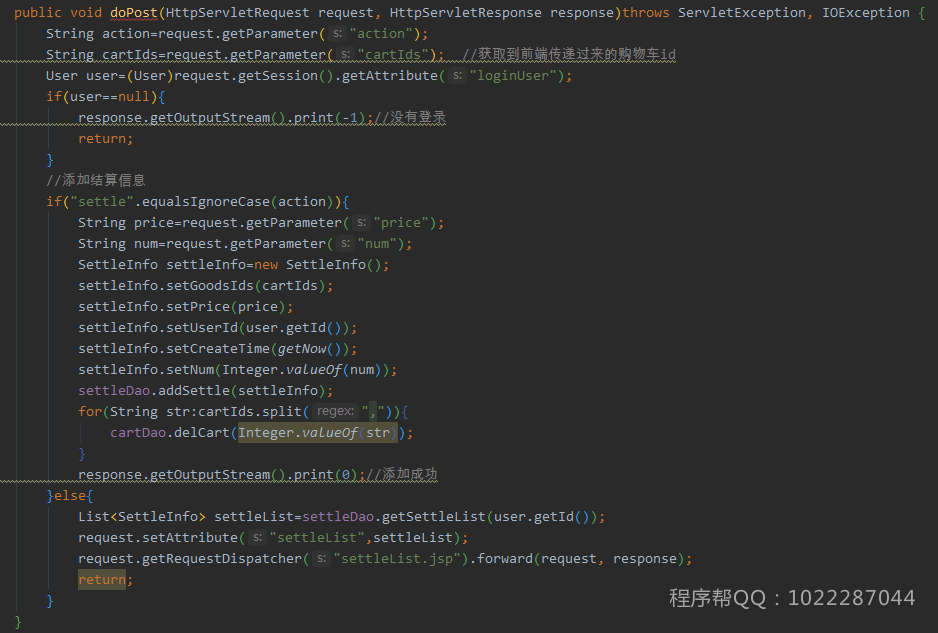 public void doPost(HttpServletRequest request, HttpServletResponse response)throws ServletException, IOException {
String action=request.getParameter( s: "action");
String cartIds=request.getParameter( s: "cartIds");  //获取到前端传递过来的购物车id
User user=(User)request.getSession().getAttribute( s: "loginUser");
if(user==null){
response.getOutputStream().print(-1);//没有登录
return;
}
//添加结算信息
if("settle".equalsIgnoreCase(action)){
String price=request.getParameter( s: "price");
String num=request.getParameter( s: "num");
SettleInfo settleInfo=new SettleInfo();
settleInfo.setGoodsIds(cartIds);
settleInfo.setPrice(price);
settleInfo.setUserId(user.getId());
settleInfo.setCreateTime(getNow());
settleInfo.setNum(Integer.valueOf(num));
settleDao.addSettle(settleInfo);
for(String str:cartIds.split( regex: ",")){
cartDao.delCart(Integer.valueOf(str));
}
response.getOutputStream().print(0);//添加成功
}else{
List<SettleInfo> settleList=settleDao.getSettleList(user.getId());
request.setAttribute( s: "settleList",settleList);
request.getRequestDispatcher( s: "settleList.jsp").forward(request, response);
return;
}
程序帮QQ：1022287044
}